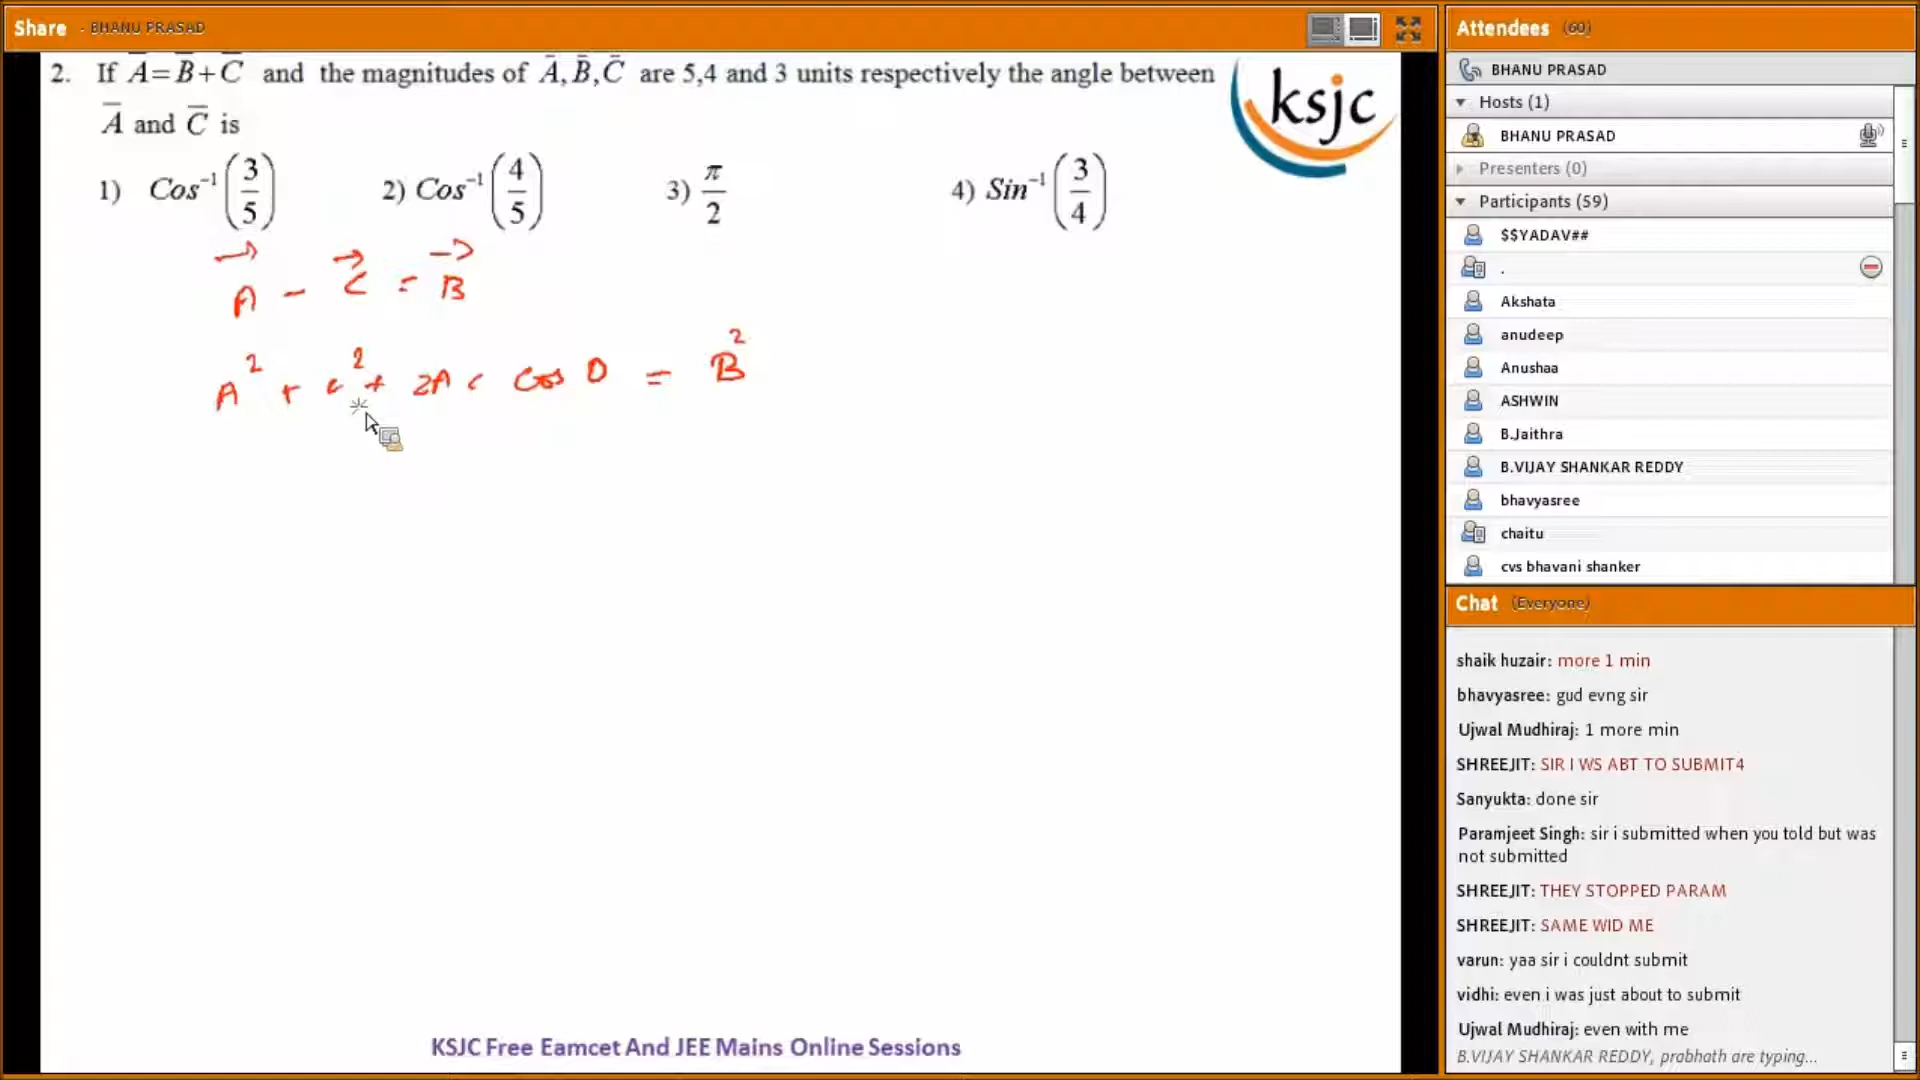 Share - BHANU PRASAD
2. If A̅=B̅+C̅ and the magnitudes of A̅,B̅,C̅ are 5,4 and 3 units respectively the angle between
A̅ and C̅ is
1) Cos⁻¹(3/5) 2) Cos⁻¹(4/5) 3) π/2 4) Sin⁻¹(3/4)
ksjc
A⃗ - C⃗ = B⃗
A² + c² + 2A c Cos θ = B²
KSJC Free Eamcet And JEE Mains Online Sessions
Attendees (60)
BHANU PRASAD
Hosts (1)
BHANU PRASAD
Presenters (0)
Participants (59)
$$YADAV##
.
Akshata
anudeep
Anushaa
ASHWIN
B.Jaithra
B.VIJAY SHANKAR REDDY
bhavyasree
chaitu
cvs bhavani shanker
Chat (Everyone)
shaik huzair: more 1 min
bhavyasree: gud evng sir
Ujwal Mudhiraj: 1 more min
SHREEJIT: SIR I WS ABT TO SUBMIT4
Sanyukta: done sir
Paramjeet Singh: sir i submitted when you told but was
not submitted
SHREEJIT: THEY STOPPED PARAM
SHREEJIT: SAME WID ME
varun: yaa sir i couldnt submit
vidhi: even i was just about to submit
Ujwal Mudhiraj: even with me
B.VIJAY SHANKAR REDDY, prabhath are typing...